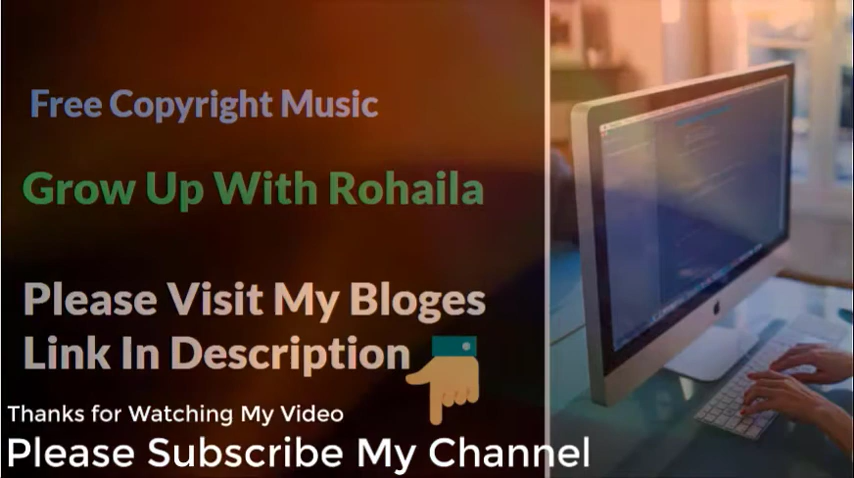 Free Copyright Music
Grow Up With Rohaila
Please Visit My Bloges
Link In Description
Thanks for Watching My Video
Please Subscribe My Channel